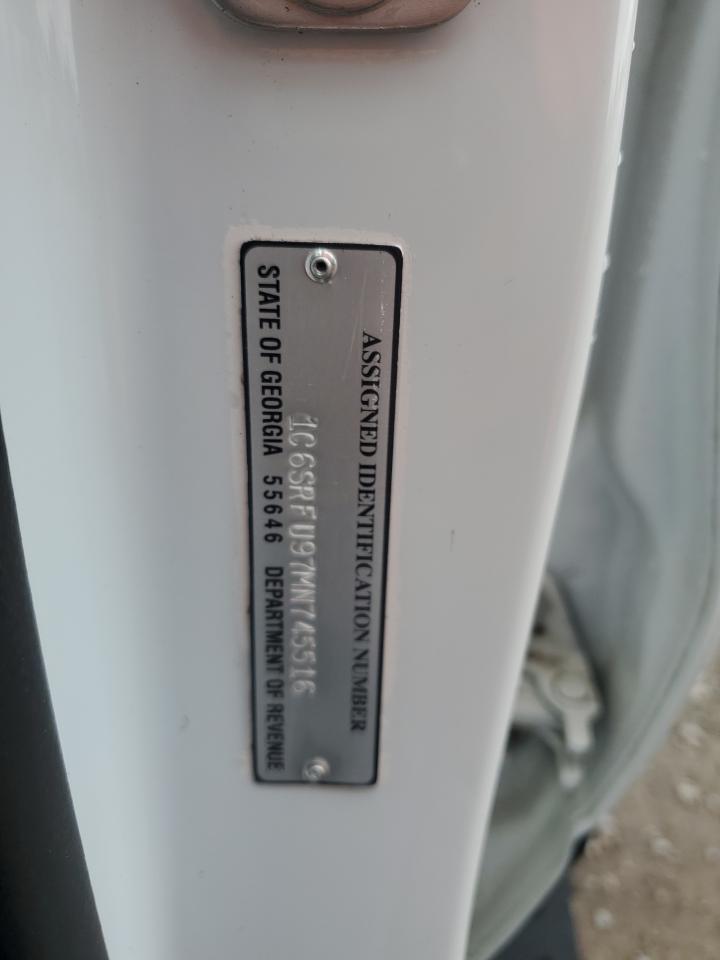 ASSIGNED IDENTIFICATION NUMBER
1C6SRFU97MN745516
STATE OF GEORGIA 55646 DEPARTMENT OF REVENUE